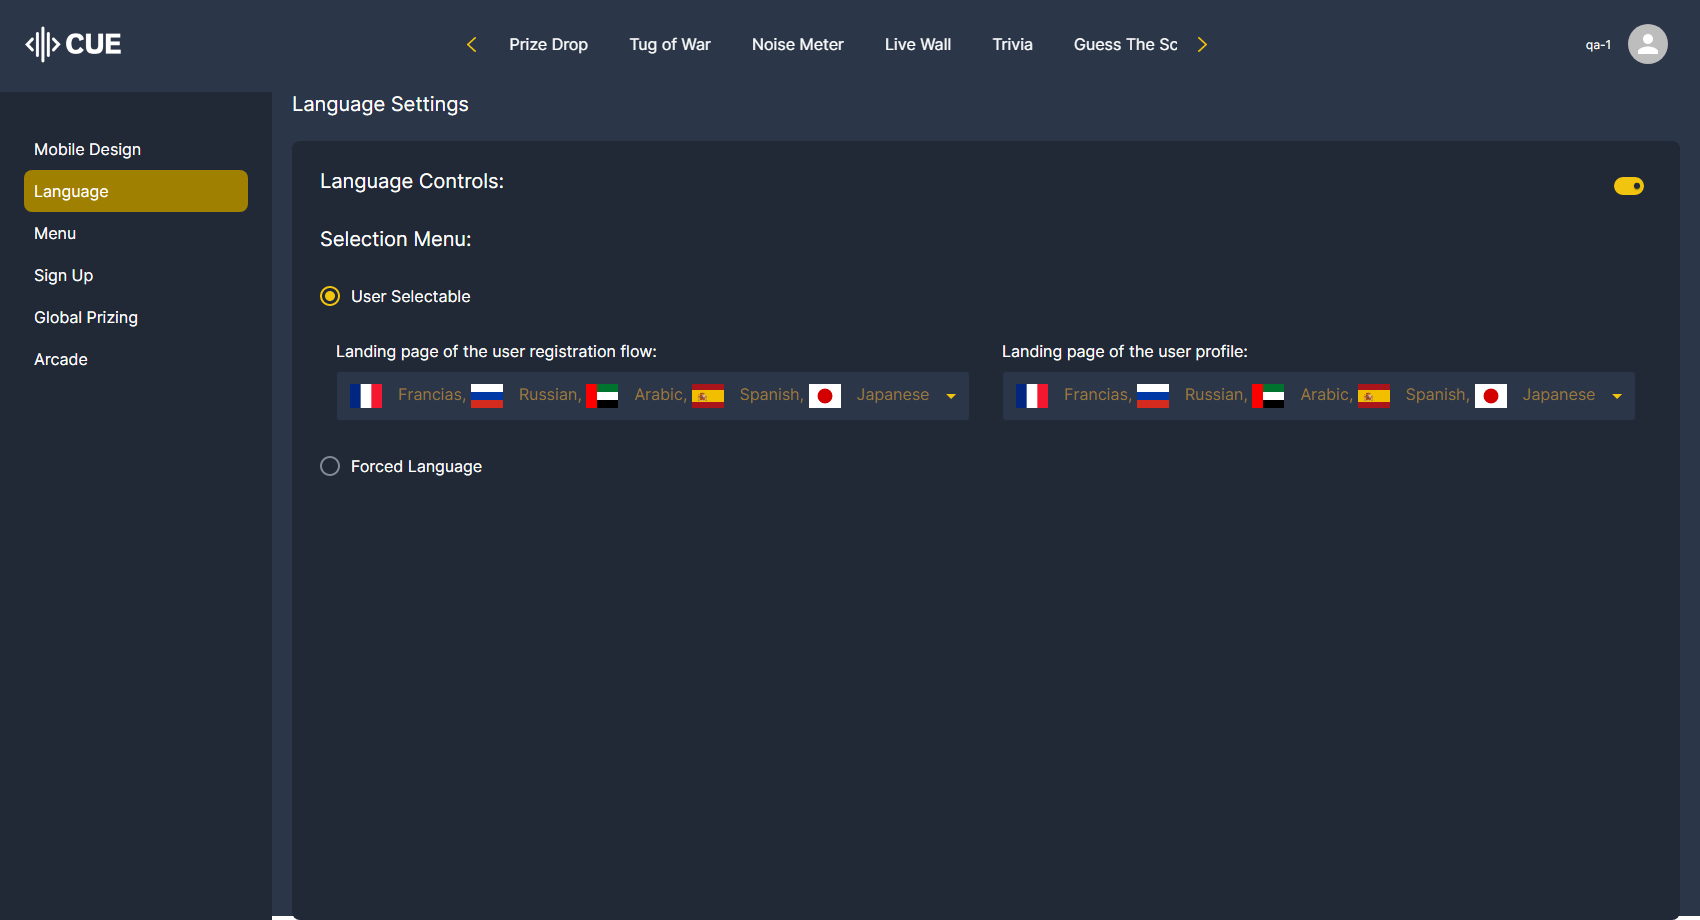 CUE
Prize Drop
Tug of War
Noise Meter
Live Wall
Trivia
Guess The Sc
qa-1
Mobile Design
Language
Menu
Sign Up
Global Prizing
Arcade
Language Settings
Language Controls:
Selection Menu:
User Selectable
Landing page of the user registration flow:
Francias, Russian, Arabic, Spanish, Japanese
Landing page of the user profile:
Francias, Russian, Arabic, Spanish, Japanese
Forced Language